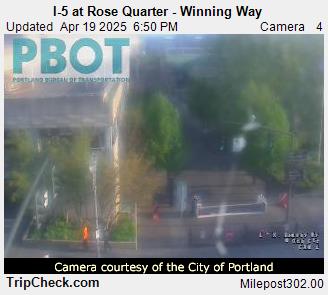 I-5 at Rose Quarter - Winning Way
Updated Apr 19 2025 6:50 PM Camera 4
PBOT
PORTLAND BUREAU OF TRANSPORTATION
Camera courtesy of the City of Portland
TripCheck.com Milepost302.00